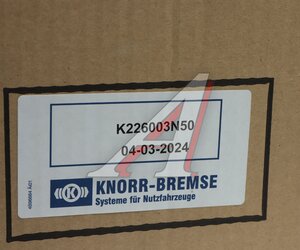 K226003N50
04-03-2024
KNORR-BREMSE
Systeme für Nutzfahrzeuge